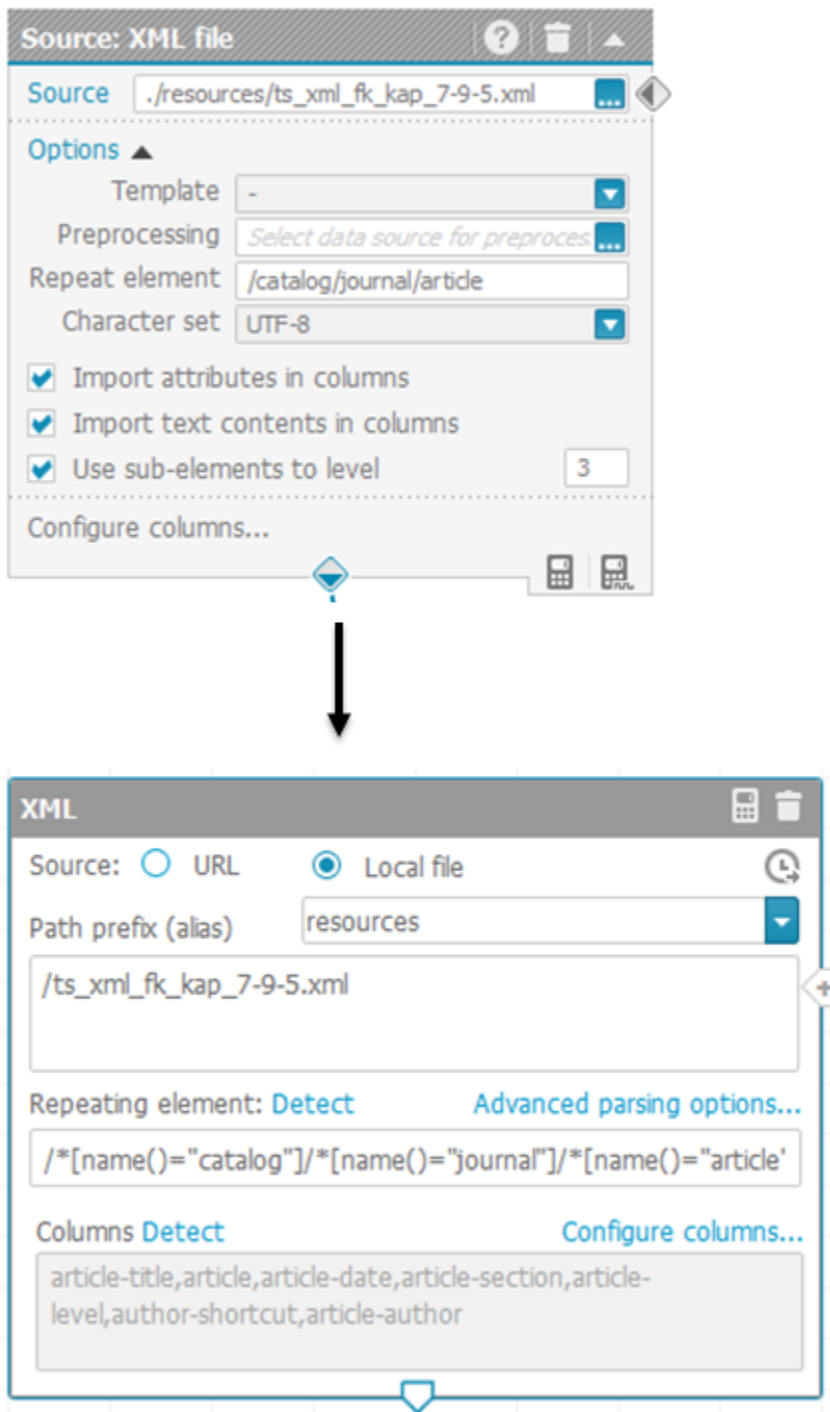 Source: XML file
Source ./resources/ts_xml_fk_kap_7-9-5.xml ...
Options
Template -
Preprocessing Select data source for preproces ...
Repeat element /catalog/journal/article
Character set UTF-8
Import attributes in columns
Import text contents in columns
Use sub-elements to level 3
Configure columns...
XML
Source: URL Local file
Path prefix (alias) resources
/ts_xml_fk_kap_7-9-5.xml
Repeating element: Detect Advanced parsing options...
/*[name()="catalog"]/*[name()="journal"]/*[name()="article"
Columns Detect Configure columns...
article-title,article,article-date,article-section,article-
level,author-shortcut,article-author